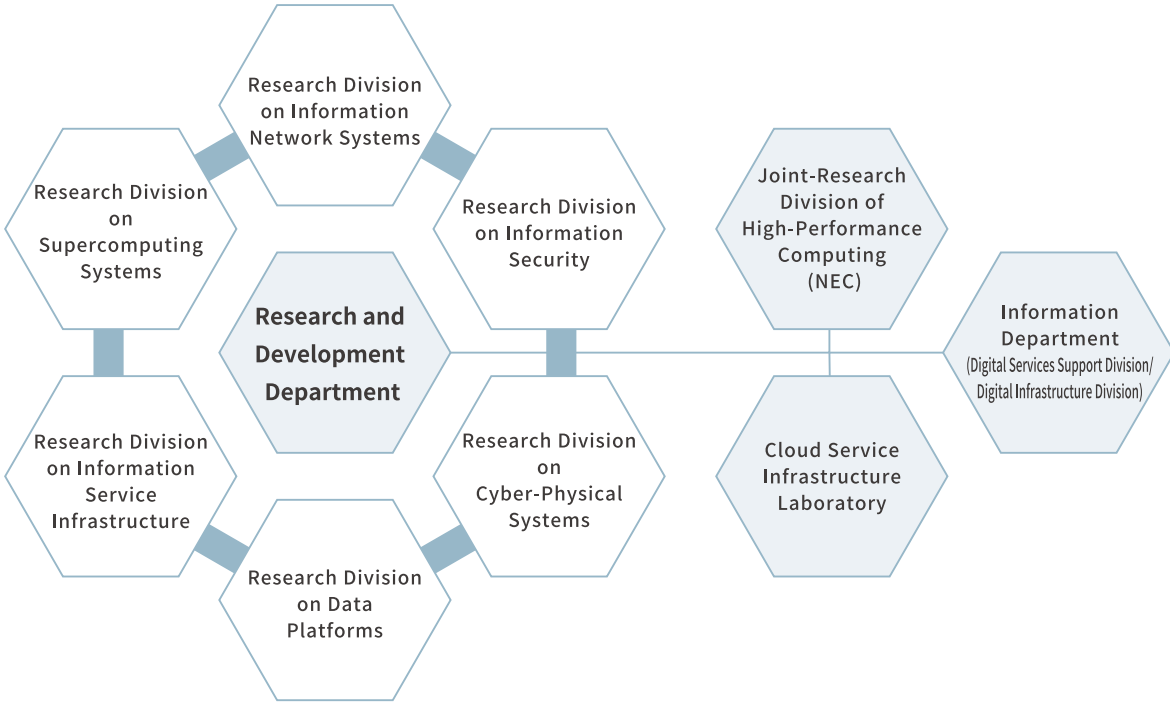 Research Division
on Information
Network Systems
Research Division
on
Supercomputing
Systems
Research Division
on Information
Security
Research and
Development
Department
Research Division
on Information
Service
Infrastructure
Research Division
on
Cyber-Physical
Systems
Research Division
on Data
Platforms
Joint-Research
Division of
High-Performance
Computing
(NEC)
Information
Department
(Digital Services Support Division/
Digital Infrastructure Division)
Cloud Service
Infrastructure
Laboratory